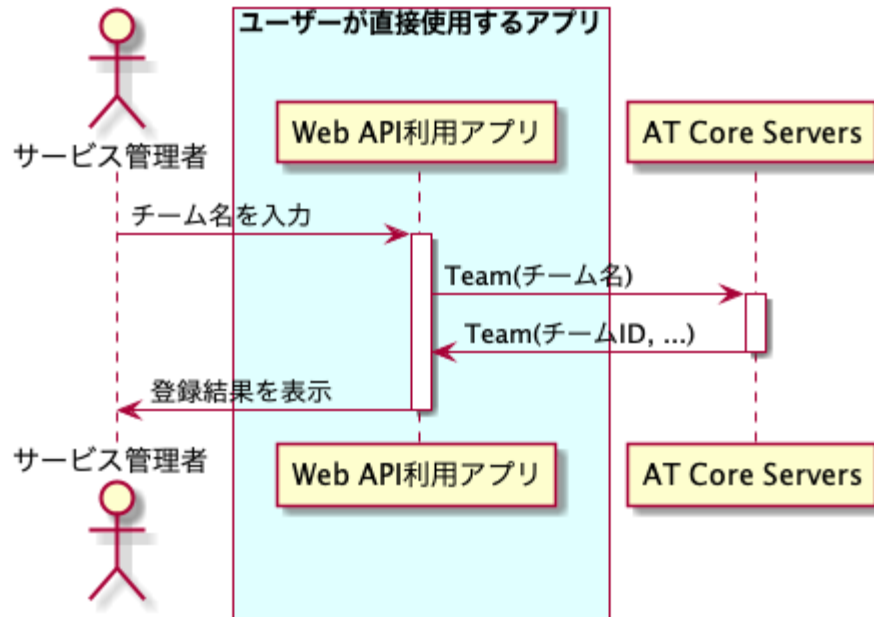 ユーザーが直接使用するアプリ
サービス管理者
Web API利用アプリ
AT Core Servers
チーム名を入力
Team(チーム名)
Team(チームID, ...)
登録結果を表示
サービス管理者
Web API利用アプリ
AT Core Servers